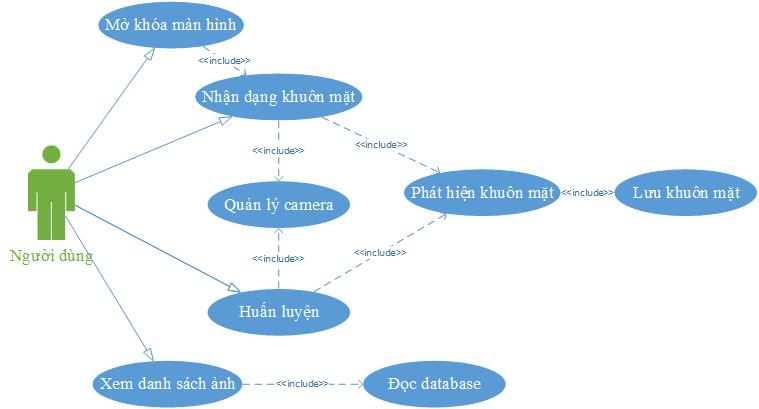 Mở khóa màn hình
<<include>>
Nhận dạng khuôn mặt
<<include>>
<<include>>
Phát hiện khuôn mặt
<<include>>
Lưu khuôn mặt
Quản lý camera
Người dùng
<<include>>
<<include>>
Huấn luyện
Xem danh sách ảnh
<<include>>
Đọc database